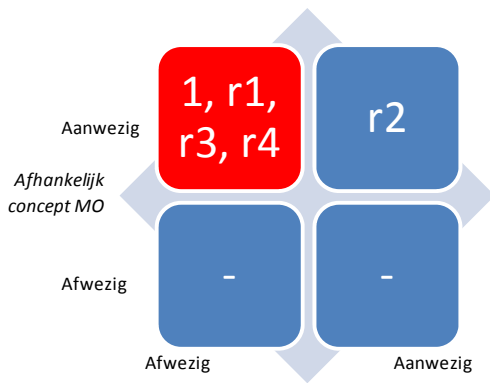 1, r1,
r3, r4
r2
Aanwezig
Afhankelijk
concept MO
-
-
Afwezig
Afwezig
Aanwezig